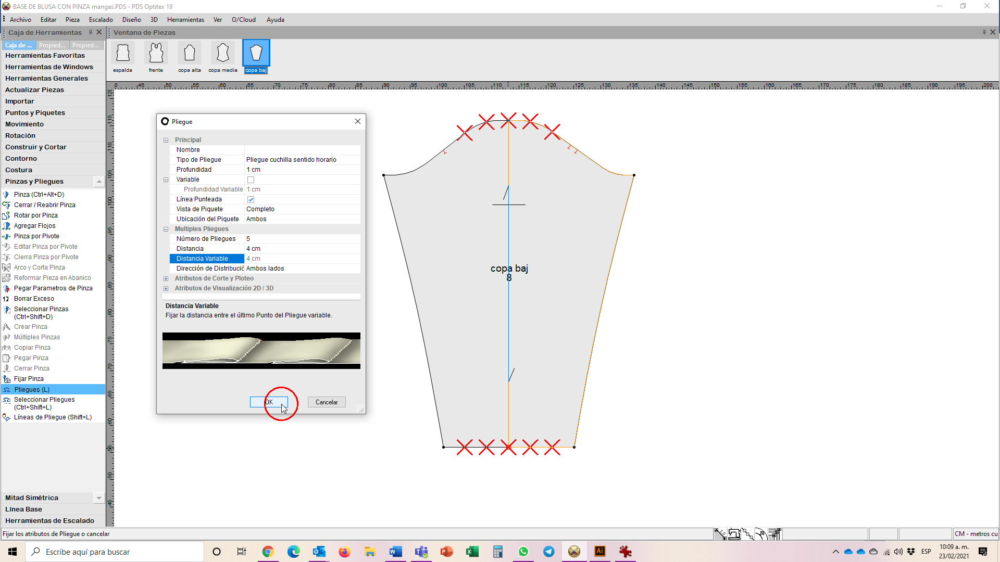 BASE DE BLUSA CON PINZA mangas.PDS - PDS Optitex 19
Archivo Editar Pieza Escalado Diseño 3D Herramientas Ver O/Cloud Ayuda
Caja de Herramientas
Ventana de Piezas
Caja de ... Propied... Propied...
Herramientas Favoritas
Herramientas de Windows
Herramientas Generales
Actualizar Piezas
Importar
Puntos y Piquetes
Movimiento
Rotación
Construir y Cortar
Contorno
Costura
Pinzas y Pliegues
Pinza (Ctrl+Alt+D)
Cerrar / Reabrir Pinza
Rotar por Pinza
Agregar Flojos
Pinza por Pivote
Editar Pinza por Pivote
Cierra Pinza por Pivote
Arco y Corta Pinza
Reformar Pieza en Abanico
Pegar Parametros de Pinza
Borrar Exceso
Seleccionar Pinzas
(Ctrl+Shift+D)
Crear Pinza
Múltiples Pinzas
Copiar Pinza
Pegar Pinza
Cerrar Pinza
Fijar Pinza
Pliegues (L)
Seleccionar Pliegues
(Ctrl+Shift+L)
Líneas de Pliegue (Shift+L)
Mitad Simétrica
Línea Base
Herramientas de Escalado
espalda frente copa alta copa media copa baj
0 45 50 55 60 65 70 75 80 85 90 95 100 105 110 115 120 125 130 135 140 145 150 155 160 165 170 175 180 185 190 195 200
120
115
110
105
100
95
90
85
80
75
70
65
60
55
50
45
Pliegue
Principal
Nombre
Tipo de Pliegue Pliegue cuchilla sentido horario
Profundidad 1 cm
Variable
Profundidad Variable 1 cm
Línea Punteada
Vista de Piquete Completo
Ubicación del Piquete Ambos
Multiples Pliegues
Número de Pliegues 5
Distancia 4 cm
Distancia Variable 4 cm
Dirección de Distribució Ambos lados
Atributos de Corte y Ploteo
Atributos de Visualización 2D / 3D
Distancia Variable
Fijar la distancia entre el último Punto del Pliegue variable.
OK Cancelar
copa baj
8
Fijar los atributos de Pliegue o cancelar
CM - metros cu
Escribe aquí para buscar
ESP
10:09 a. m.
23/02/2021